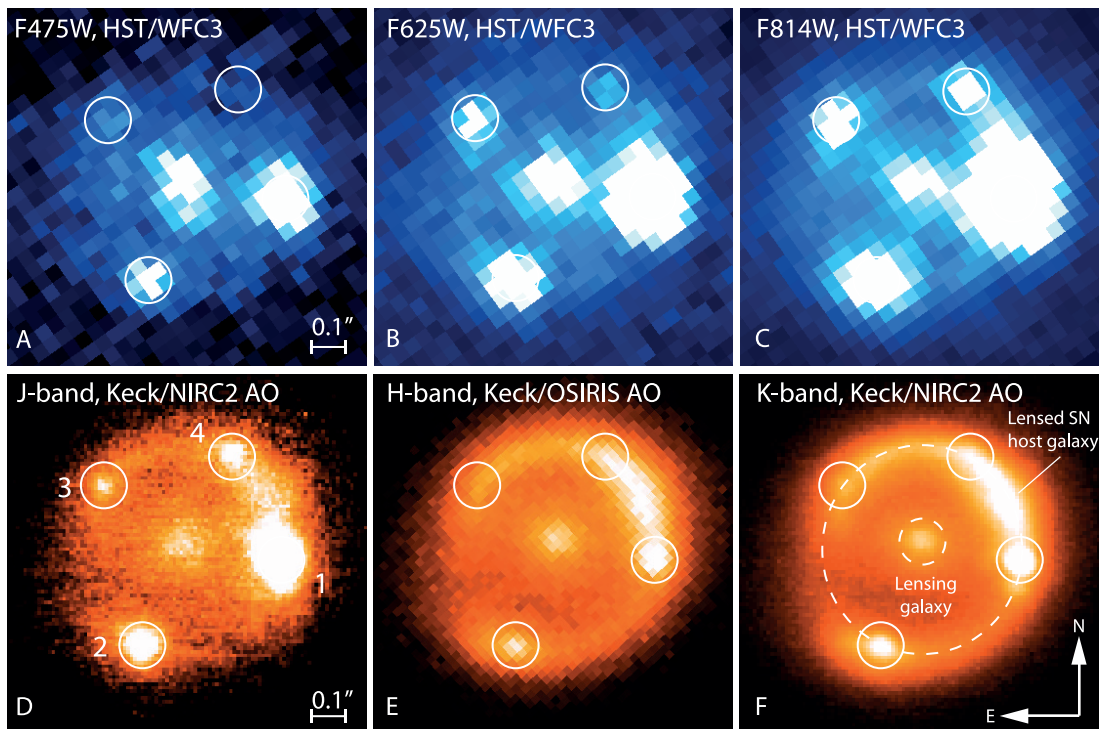 F475W, HST/WFC3
A
0.1″
F625W, HST/WFC3
B
F814W, HST/WFC3
C
J-band, Keck/NIRC2 AO
4
3
1
2
D
0.1″
H-band, Keck/OSIRIS AO
E
K-band, Keck/NIRC2 AO
Lensed SN
host galaxy
Lensing
galaxy
N
E
F